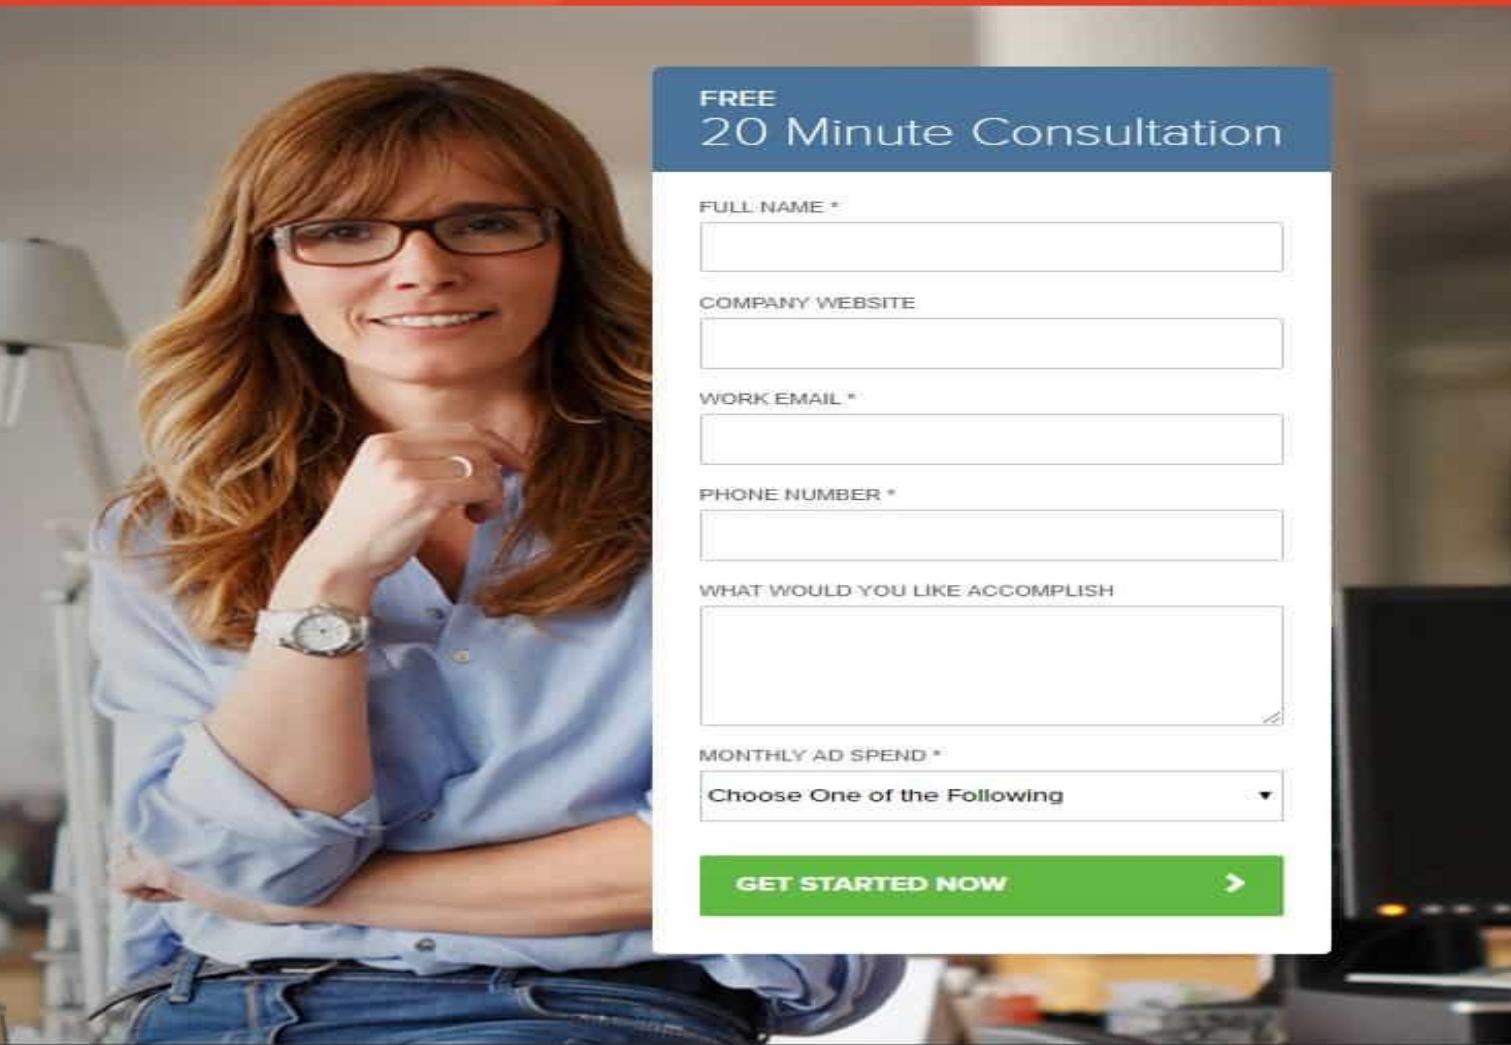 FREE
20 Minute Consultation
FULL NAME *
COMPANY WEBSITE
WORK EMAIL *
PHONE NUMBER *
WHAT WOULD YOU LIKE ACCOMPLISH
MONTHLY AD SPEND *
Choose One of the Following
GET STARTED NOW